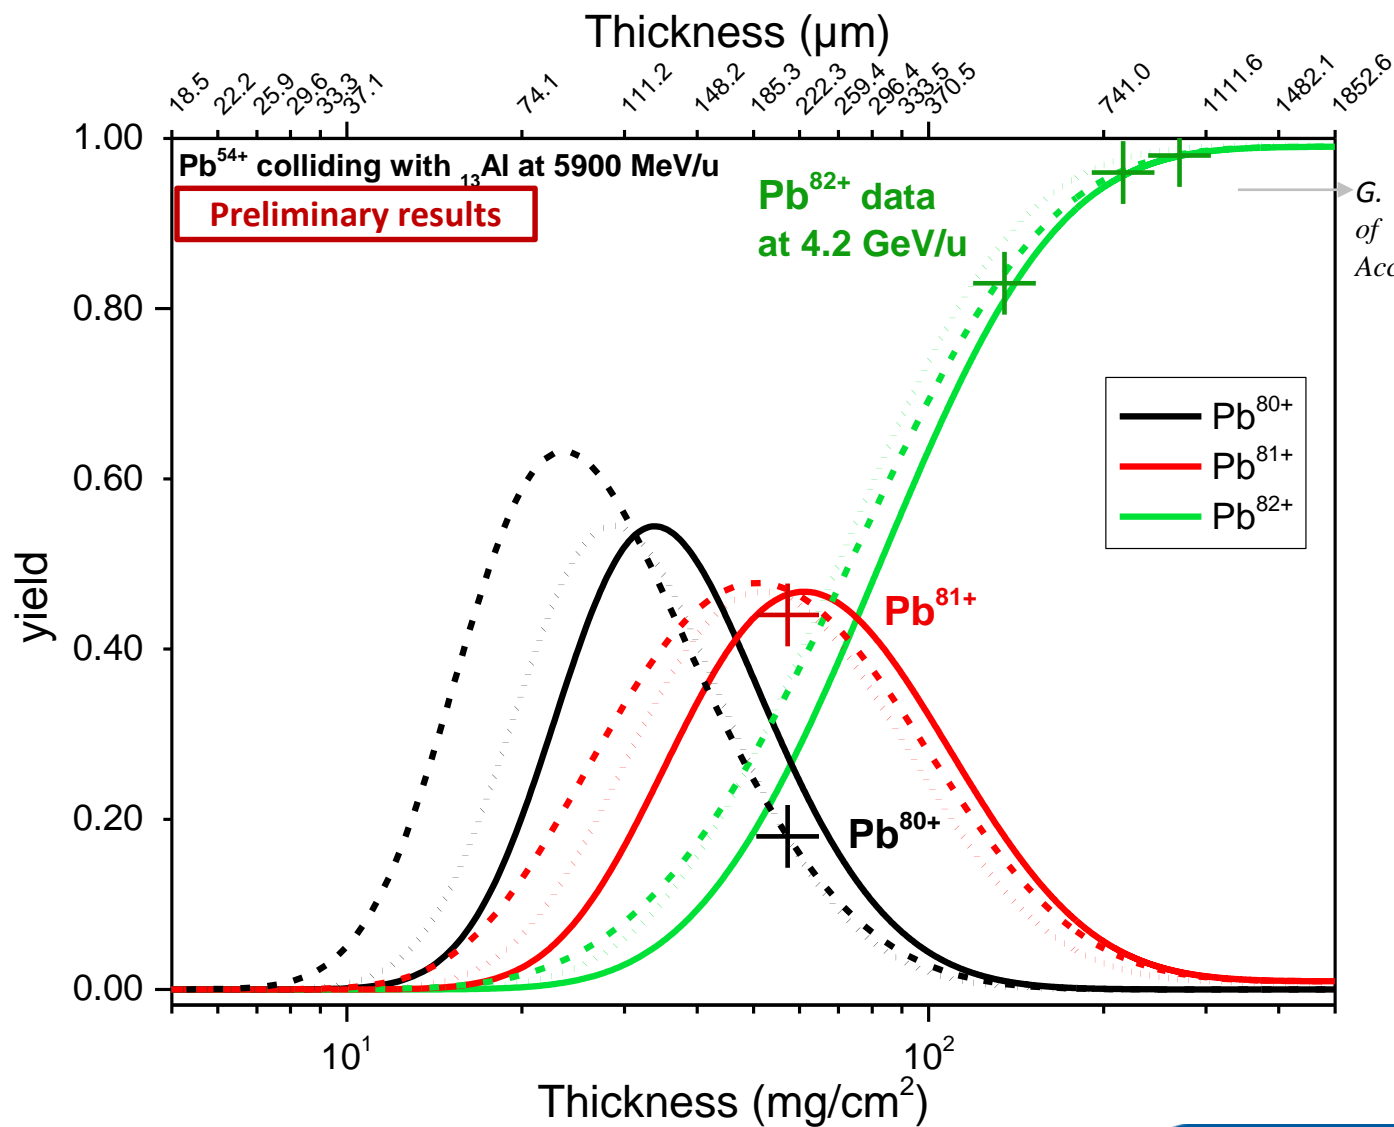 Thickness (µm)
18.5 22.2 25.9 29.6 33.3 37.1 74.1 111.2 148.2 185.3 222.3 259.4 296.4 333.5 370.5 741.0 1111.6 1482.1 1852.6
Pb⁵⁴⁺ colliding with ₁₃Al at 5900 MeV/u
Preliminary results
Pb⁸²⁺ data
at 4.2 GeV/u
G.
of
Acc
1.00
0.80
0.60
0.40
0.20
0.00
yield
Pb⁸⁰⁺
Pb⁸¹⁺
Pb⁸²⁺
Pb⁸¹⁺
Pb⁸⁰⁺
10¹ 10²
Thickness (mg/cm²)